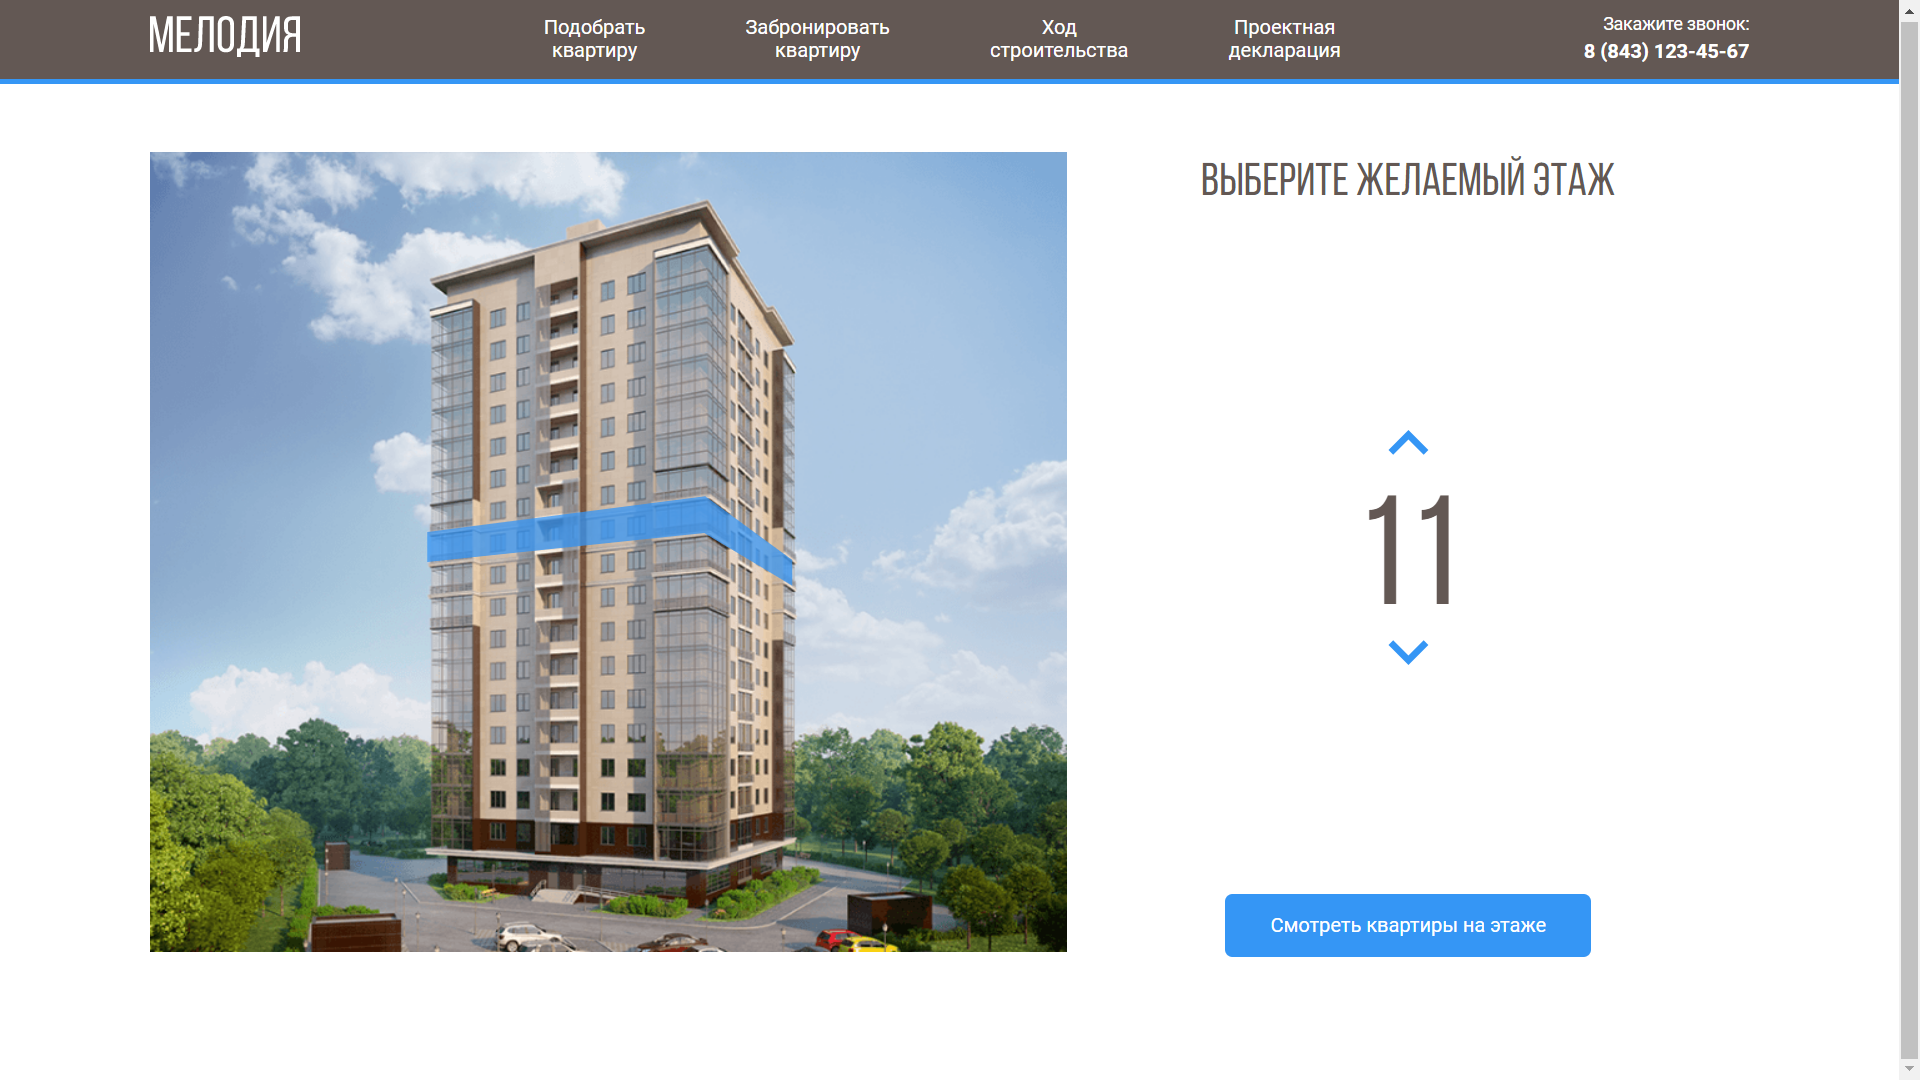 МЕЛОДИЯ
Подобрать
квартиру
Забронировать
квартиру
Ход
строительства
Проектная
декларация
Закажите звонок:
8 (843) 123-45-67
ВЫБЕРИТЕ ЖЕЛАЕМЫЙ ЭТАЖ
11
Смотреть квартиры на этаже